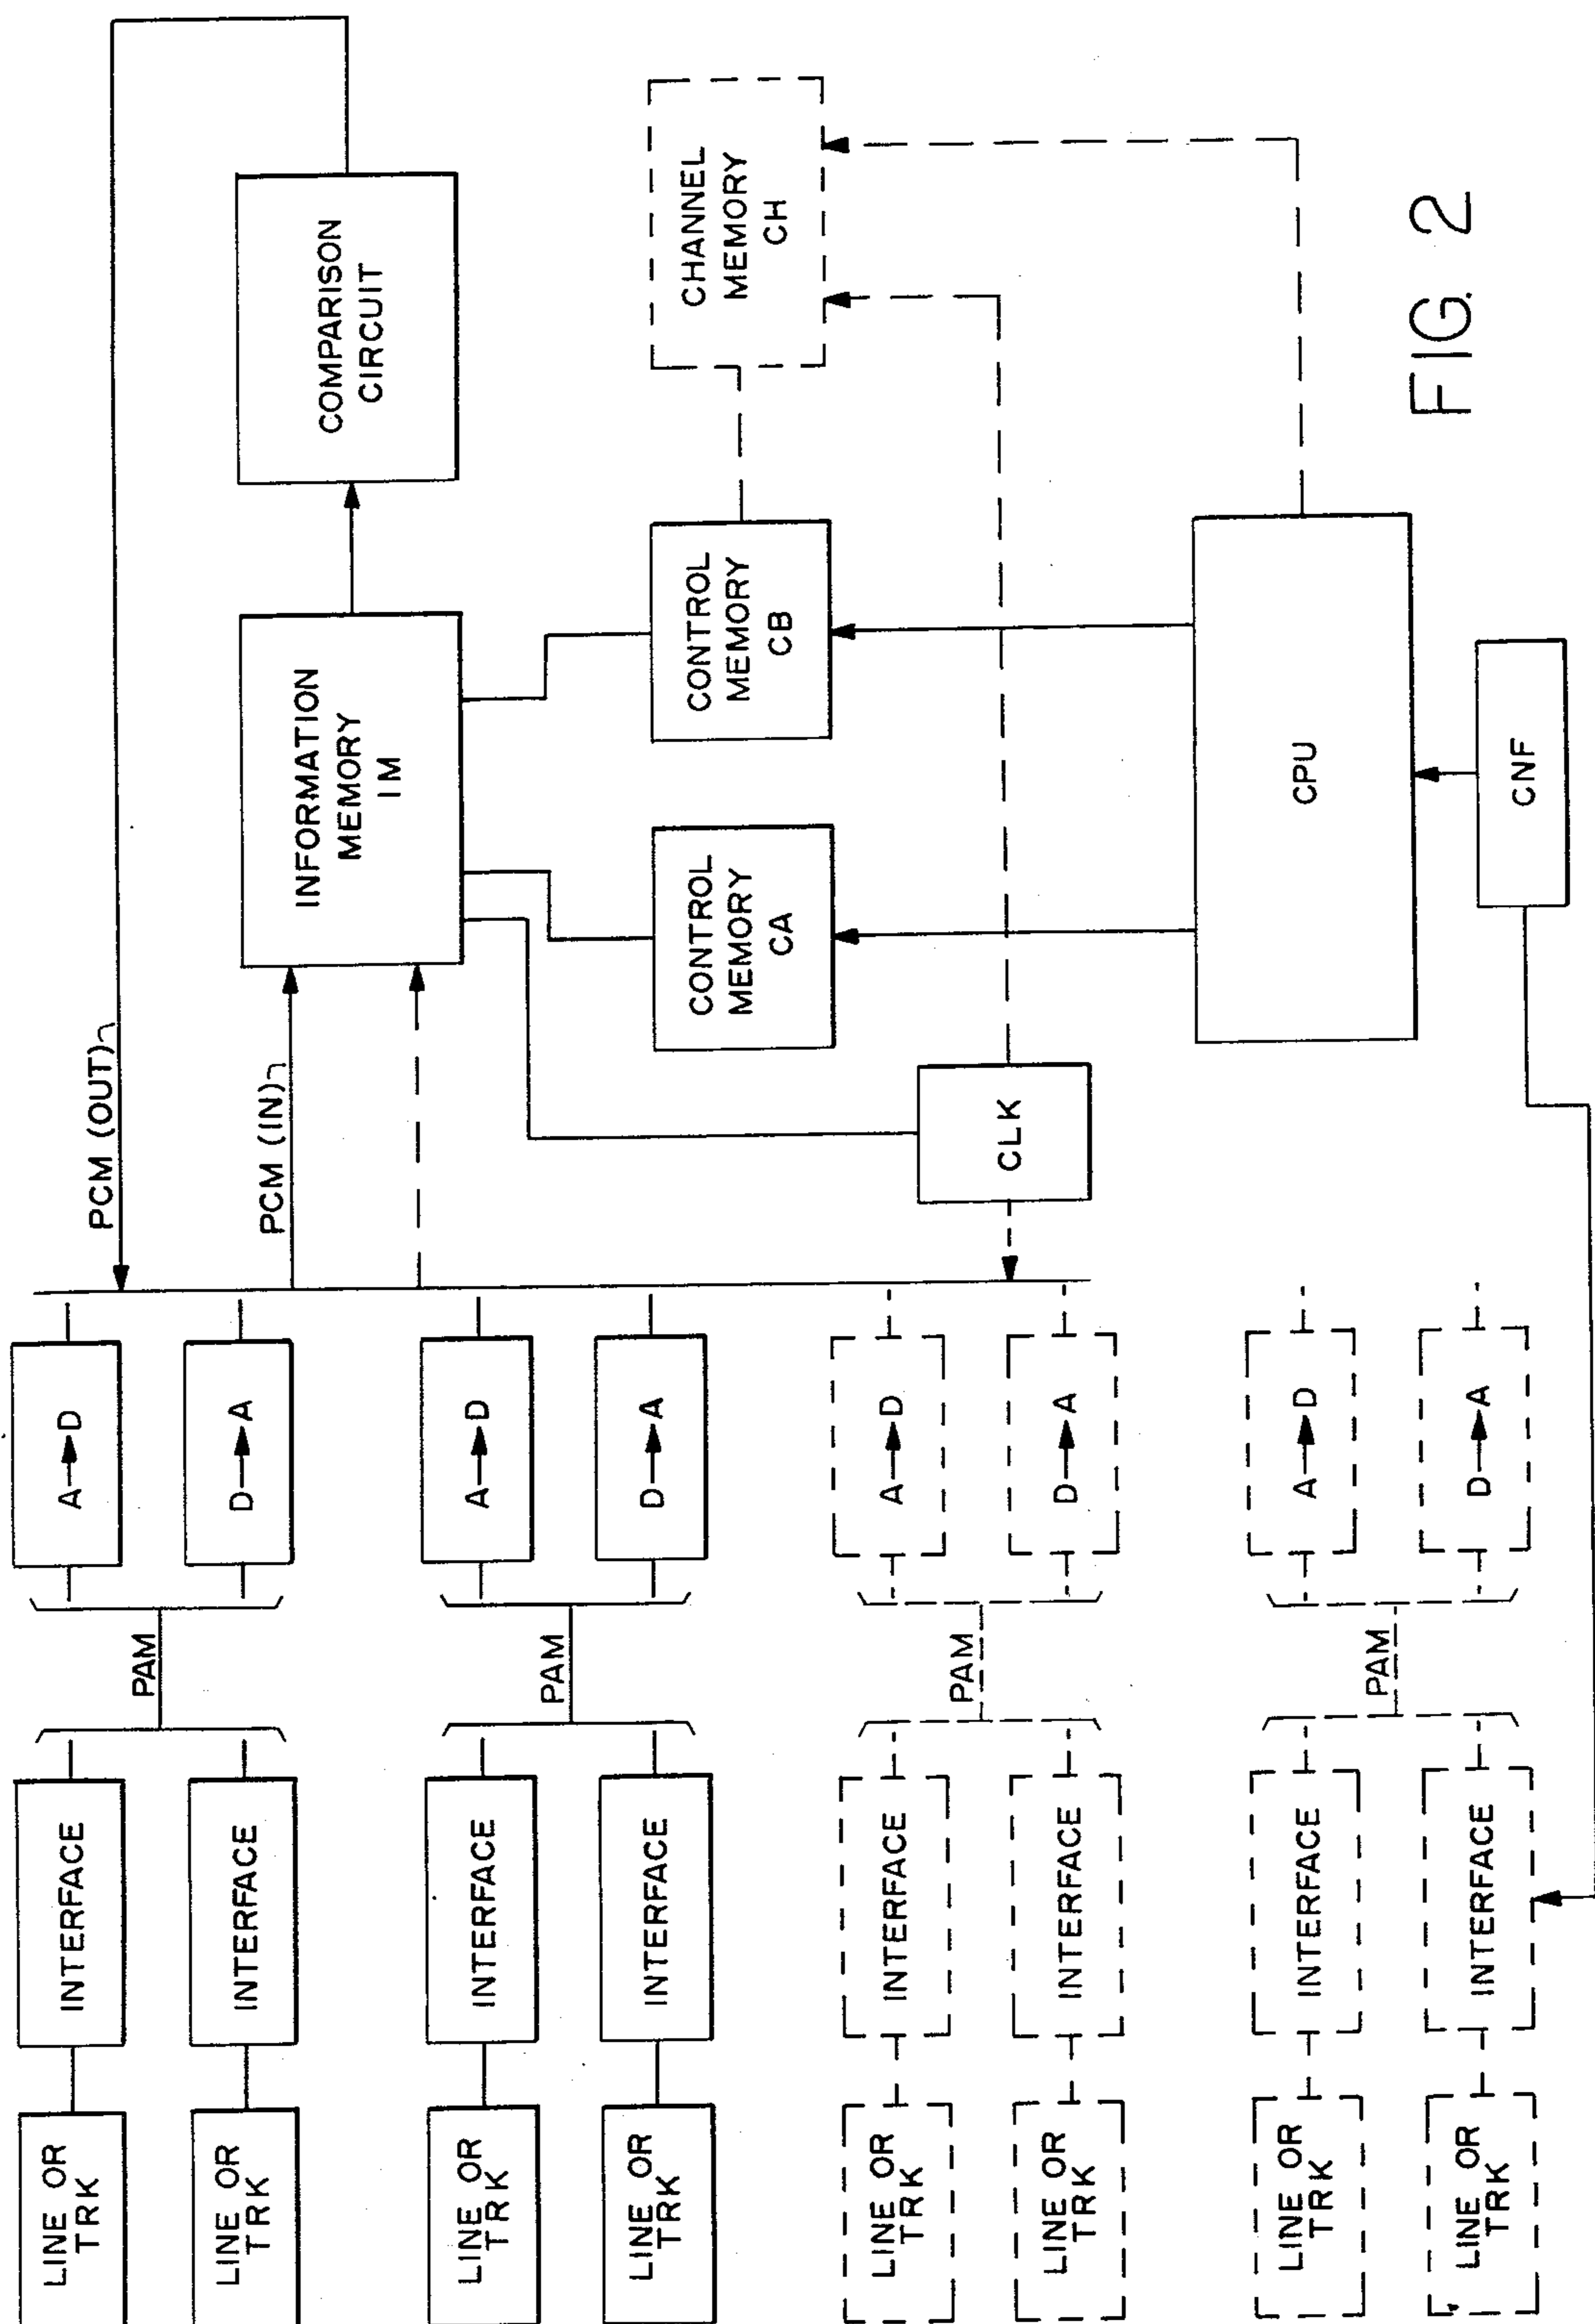 PCM (OUT)
PCM (IN)
LINE OR
TRK
INTERFACE
PAM
A→D
LINE OR
TRK
INTERFACE
D→A
LINE OR
TRK
INTERFACE
PAM
A→D
LINE OR
TRK
INTERFACE
D→A
LINE OR
TRK
INTERFACE
PAM
A→D
LINE OR
TRK
INTERFACE
D→A
LINE OR
TRK
INTERFACE
PAM
A→D
LINE OR
TRK
INTERFACE
D→A
INFORMATION
MEMORY
IM
COMPARISON
CIRCUIT
CONTROL
MEMORY
CA
CONTROL
MEMORY
CB
CHANNEL
MEMORY
CH
CLK
CPU
CNF
FIG. 2